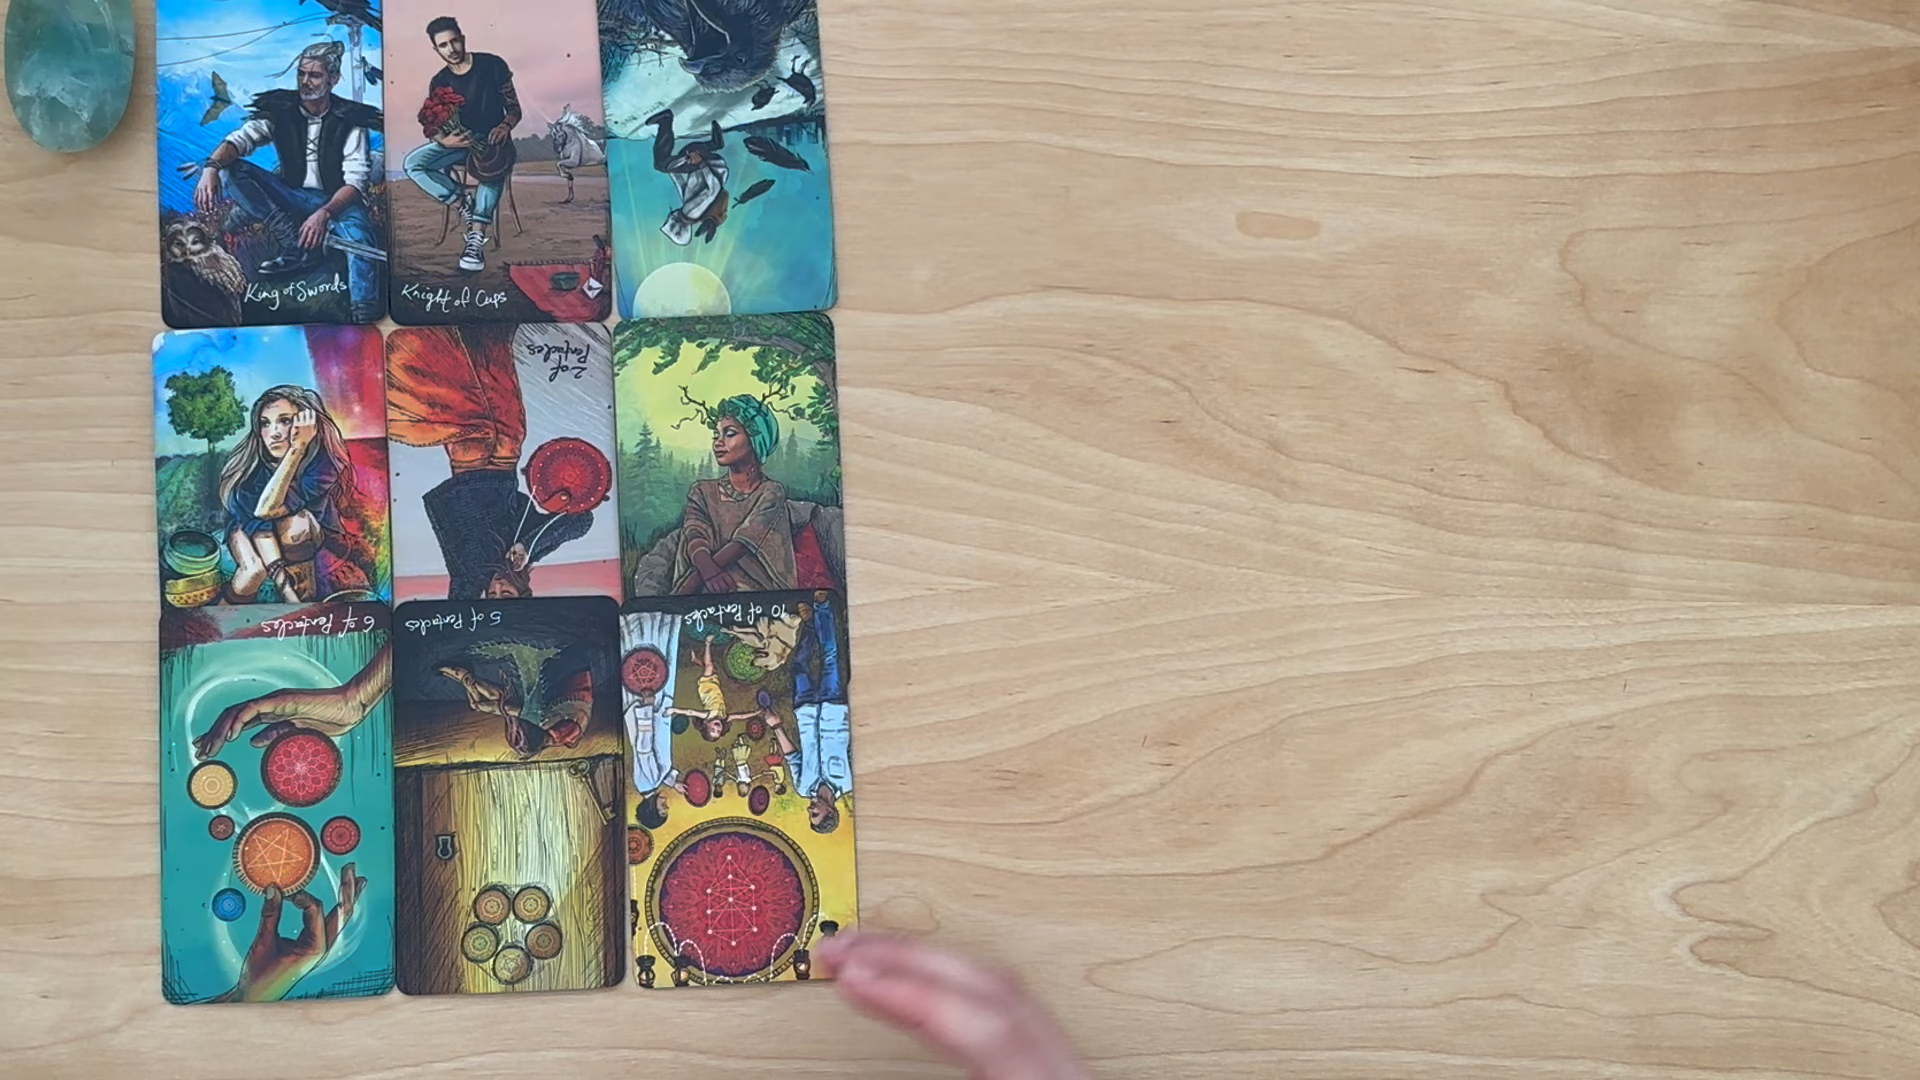 King of Swords
Knight of Cups
2 of
Pentacles
6 of Pentacles
5 of Pentacles
10 of Pentacles